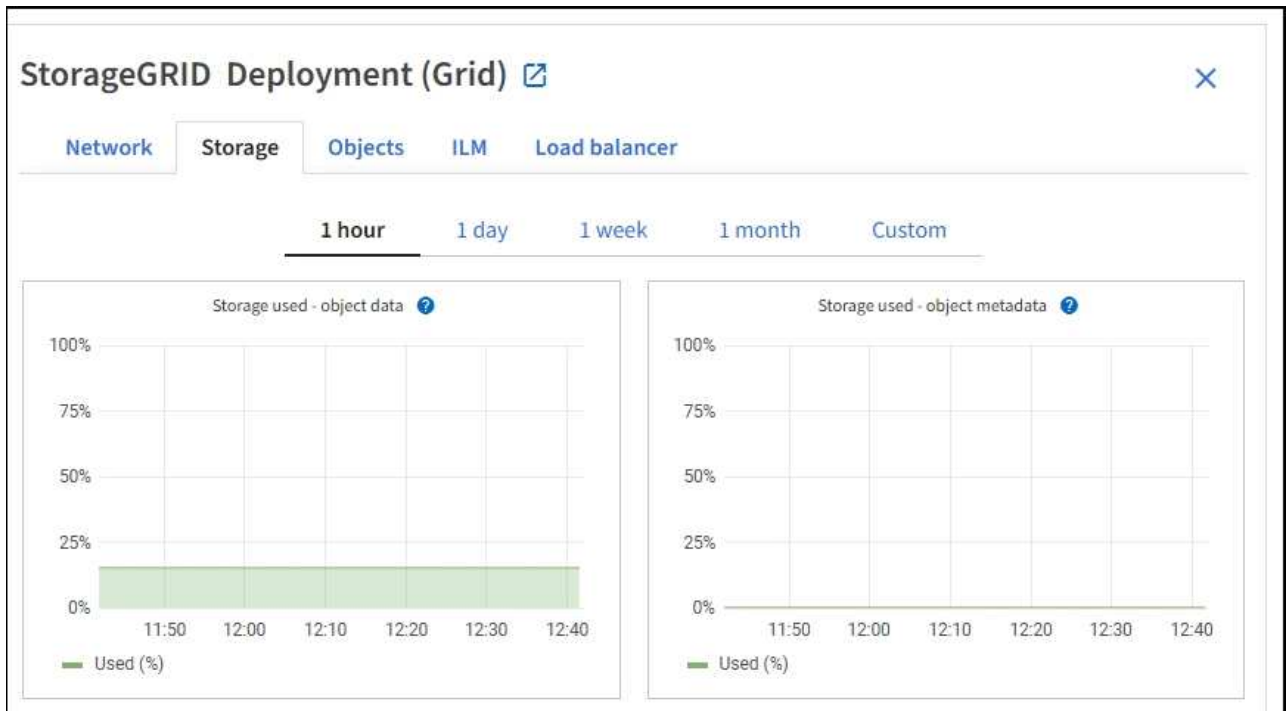 StorageGRID Deployment (Grid)
Network Storage Objects ILM Load balancer
1 hour 1 day 1 week 1 month Custom
Storage used - object data
100%
75%
50%
25%
0%
11:50 12:00 12:10 12:20 12:30 12:40
Used (%)
Storage used - object metadata
100%
75%
50%
25%
0%
11:50 12:00 12:10 12:20 12:30 12:40
Used (%)